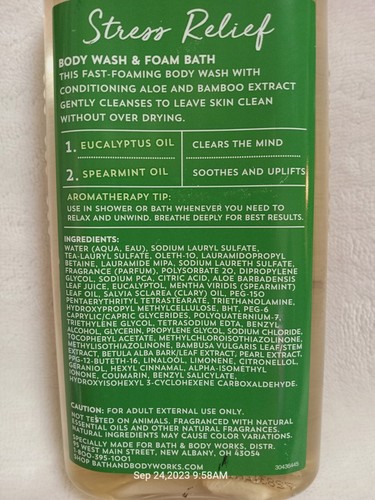 Stress Relief
BODY WASH & FOAM BATH
THIS FAST-FOAMING BODY WASH WITH
CONDITIONING ALOE AND BAMBOO EXTRACT
GENTLY CLEANSES TO LEAVE SKIN CLEAN
WITHOUT OVER DRYING.
1. EUCALYPTUS OIL CLEARS THE MIND
2. SPEARMINT OIL SOOTHES AND UPLIFTS
AROMATHERAPY TIP:
USE IN SHOWER OR BATH WHENEVER YOU NEED TO
RELAX AND UNWIND. BREATHE DEEPLY FOR BEST RESULTS.
INGREDIENTS:
WATER (AQUA, EAU), SODIUM LAURYL SULFATE,
TEA-LAURYL SULFATE, OLETH-10, LAURAMIDOPROPYL
BETAINE, LAURAMIDE MIPA, SODIUM LAURETH SULFATE,
FRAGRANCE (PARFUM), POLYSORBATE 20, DIPROPYLENE
GLYCOL, SODIUM PCA, CITRIC ACID, ALOE BARBADENSIS
LEAF JUICE, EUCALYPTOL, MENTHA VIRIDIS (SPEARMINT)
LEAF OIL, SALVIA SCLAREA (CLARY) OIL, PEG-150
PENTAERYTHRITYL TETRASTEARATE, TRIETHANOLAMINE,
HYDROXYPROPYL METHYLCELLULOSE, BHT, PEG-6
CAPRYLIC/CAPRIC GLYCERIDES, POLYQUATERNIUM-7,
TRIETHYLENE GLYCOL, TETRASODIUM EDTA, BENZYL
ALCOHOL, GLYCERIN, PROPYLENE GLYCOL, SODIUM CHLORIDE,
TOCOPHERYL ACETATE, METHYLCHLOROISOTHIAZOLINONE,
METHYLISOTHIAZOLINONE, BAMBUSA VULGARIS LEAF/STEM
EXTRACT, BETULA ALBA BARK/LEAF EXTRACT, PEARL EXTRACT,
PPG-12-BUTETH-16, LINALOOL, LIMONENE, CITRONELLOL,
GERANIOL, HEXYL CINNAMAL, ALPHA-ISOMETHYL
IONONE, COUMARIN, BENZYL SALICYLATE,
HYDROXYISOHEXYL 3-CYCLOHEXENE CARBOXALDEHYDE.
CAUTION: FOR ADULT EXTERNAL USE ONLY.
NOT TESTED ON ANIMALS. FRAGRANCED WITH NATURAL
ESSENTIAL OILS AND OTHER NATURAL FRAGRANCES.
NATURAL INGREDIENTS MAY CAUSE COLOR VARIATIONS.
SPECIALLY MADE FOR BATH & BODY WORKS, DISTR.
95 WEST MAIN STREET, NEW ALBANY, OH 43054
1-800-395-1001
SHOP BATHANDBODYWORKS.COM
30436945
Sep 24,2023 9:58AM